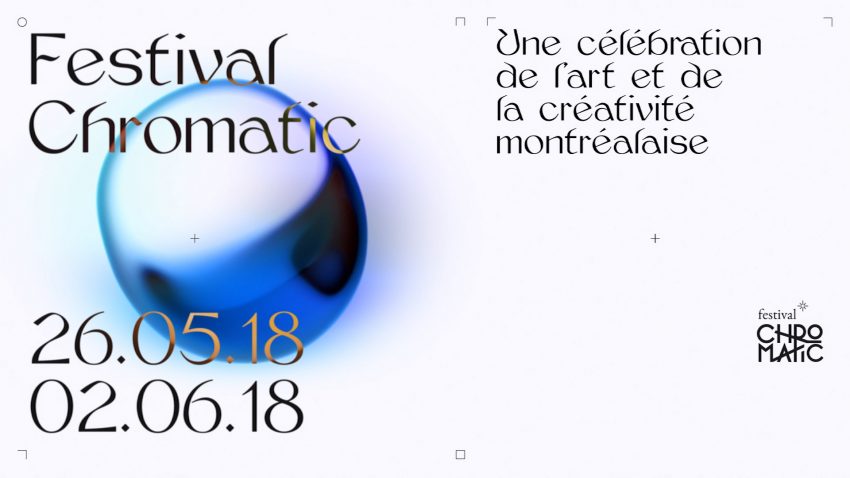 Festival
Chromatic
26.05.18
02.06.18
Une célébration
de l'art et de
la créativité
montréalaise
festival
CHRO
MATIC